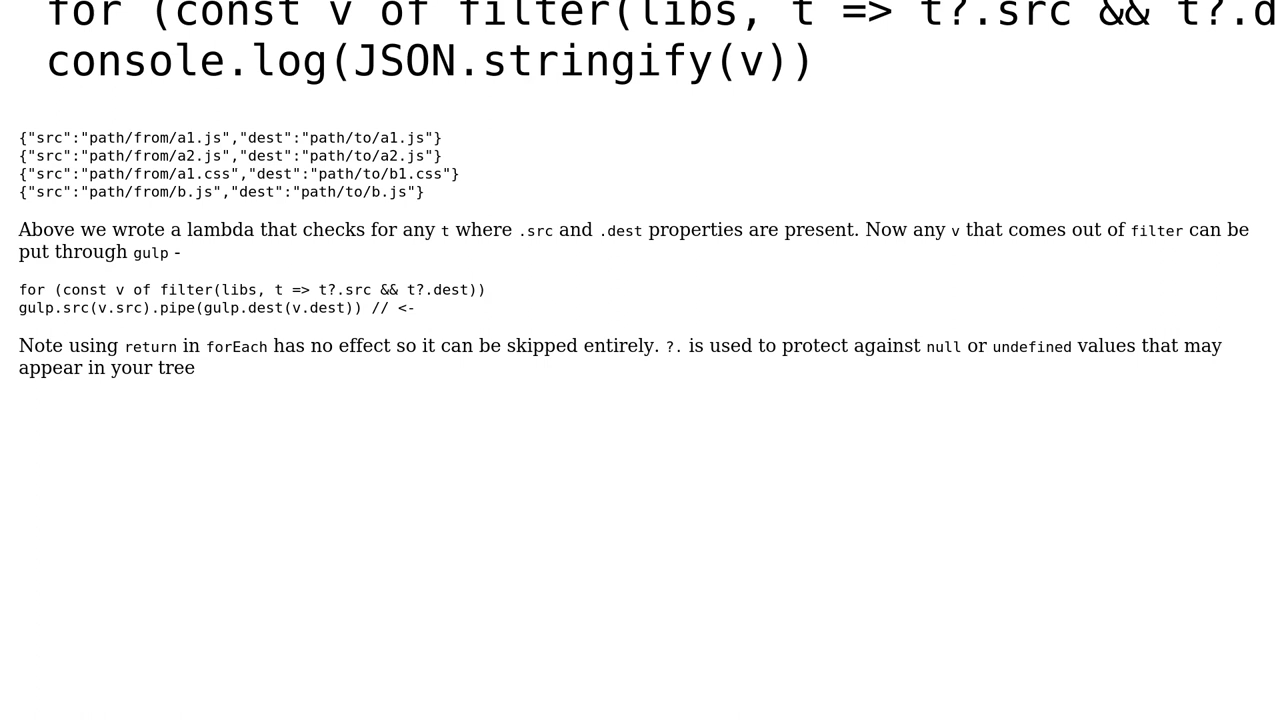 for (const v of filter(libs, t => t?.src && t?.d
console.log(JSON.stringify(v))
{"src":"path/from/a1.js","dest":"path/to/a1.js"}
{"src":"path/from/a2.js","dest":"path/to/a2.js"}
{"src":"path/from/a1.css","dest":"path/to/b1.css"}
{"src":"path/from/b.js","dest":"path/to/b.js"}
Above we wrote a lambda that checks for any t where .src and .dest properties are present. Now any v that comes out of filter can be
put through gulp -
for (const v of filter(libs, t => t?.src && t?.dest))
gulp.src(v.src).pipe(gulp.dest(v.dest)) // <-
Note using return in forEach has no effect so it can be skipped entirely. ?. is used to protect against null or undefined values that may
appear in your tree